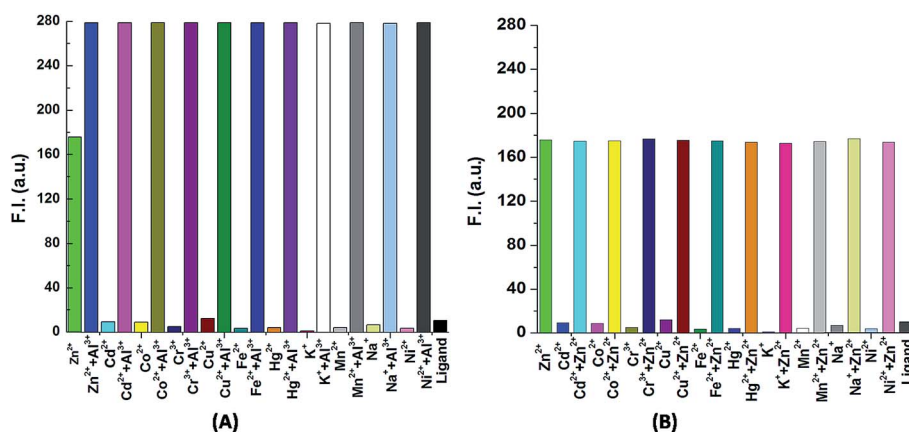 F.I. (a.u.)
280
240
200
160
120
80
40
0
Zn²⁺
Zn²⁺+Al³⁺
Cd²⁺
Cd²⁺+Al³⁺
Co²⁺
Co²⁺+Al³⁺
Cr³⁺
Cr³⁺+Al³⁺
Cu²⁺
Cu²⁺+Al³⁺
Fe²⁺
Fe²⁺+Al³⁺
Hg²⁺
Hg²⁺+Al³⁺
K⁺
K⁺+Al³⁺
Mn²⁺
Mn²⁺+Al³⁺
Na⁺
Na⁺+Al³⁺
Ni²⁺
Ni²⁺+Al³⁺
Ligand
(A)
F.I. (a.u.)
280
240
200
160
120
80
40
0
Zn²⁺
Cd²⁺
Cd²⁺+Zn²⁺
Co²⁺
Co²⁺+Zn²⁺
Cr³⁺
Cr³⁺+Zn²⁺
Cu²⁺
Cu²⁺+Zn²⁺
Fe²⁺
Fe²⁺+Zn²⁺
Hg²⁺
Hg²⁺+Zn²⁺
K⁺
K⁺+Zn²⁺
Mn²⁺
Mn²⁺+Zn²⁺
Na⁺
Na⁺+Zn²⁺
Ni²⁺
Ni²⁺+Zn²⁺
Ligand
(B)